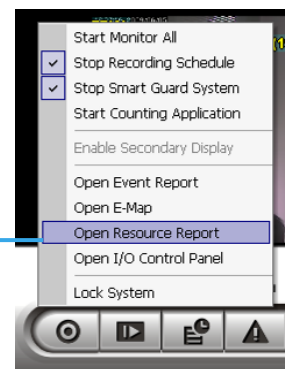 Start Monitor All
Stop Recording Schedule
Stop Smart Guard System
Start Counting Application
Enable Secondary Display
Open Event Report
Open E-Map
Open Resource Report
Open I/O Control Panel
Lock System